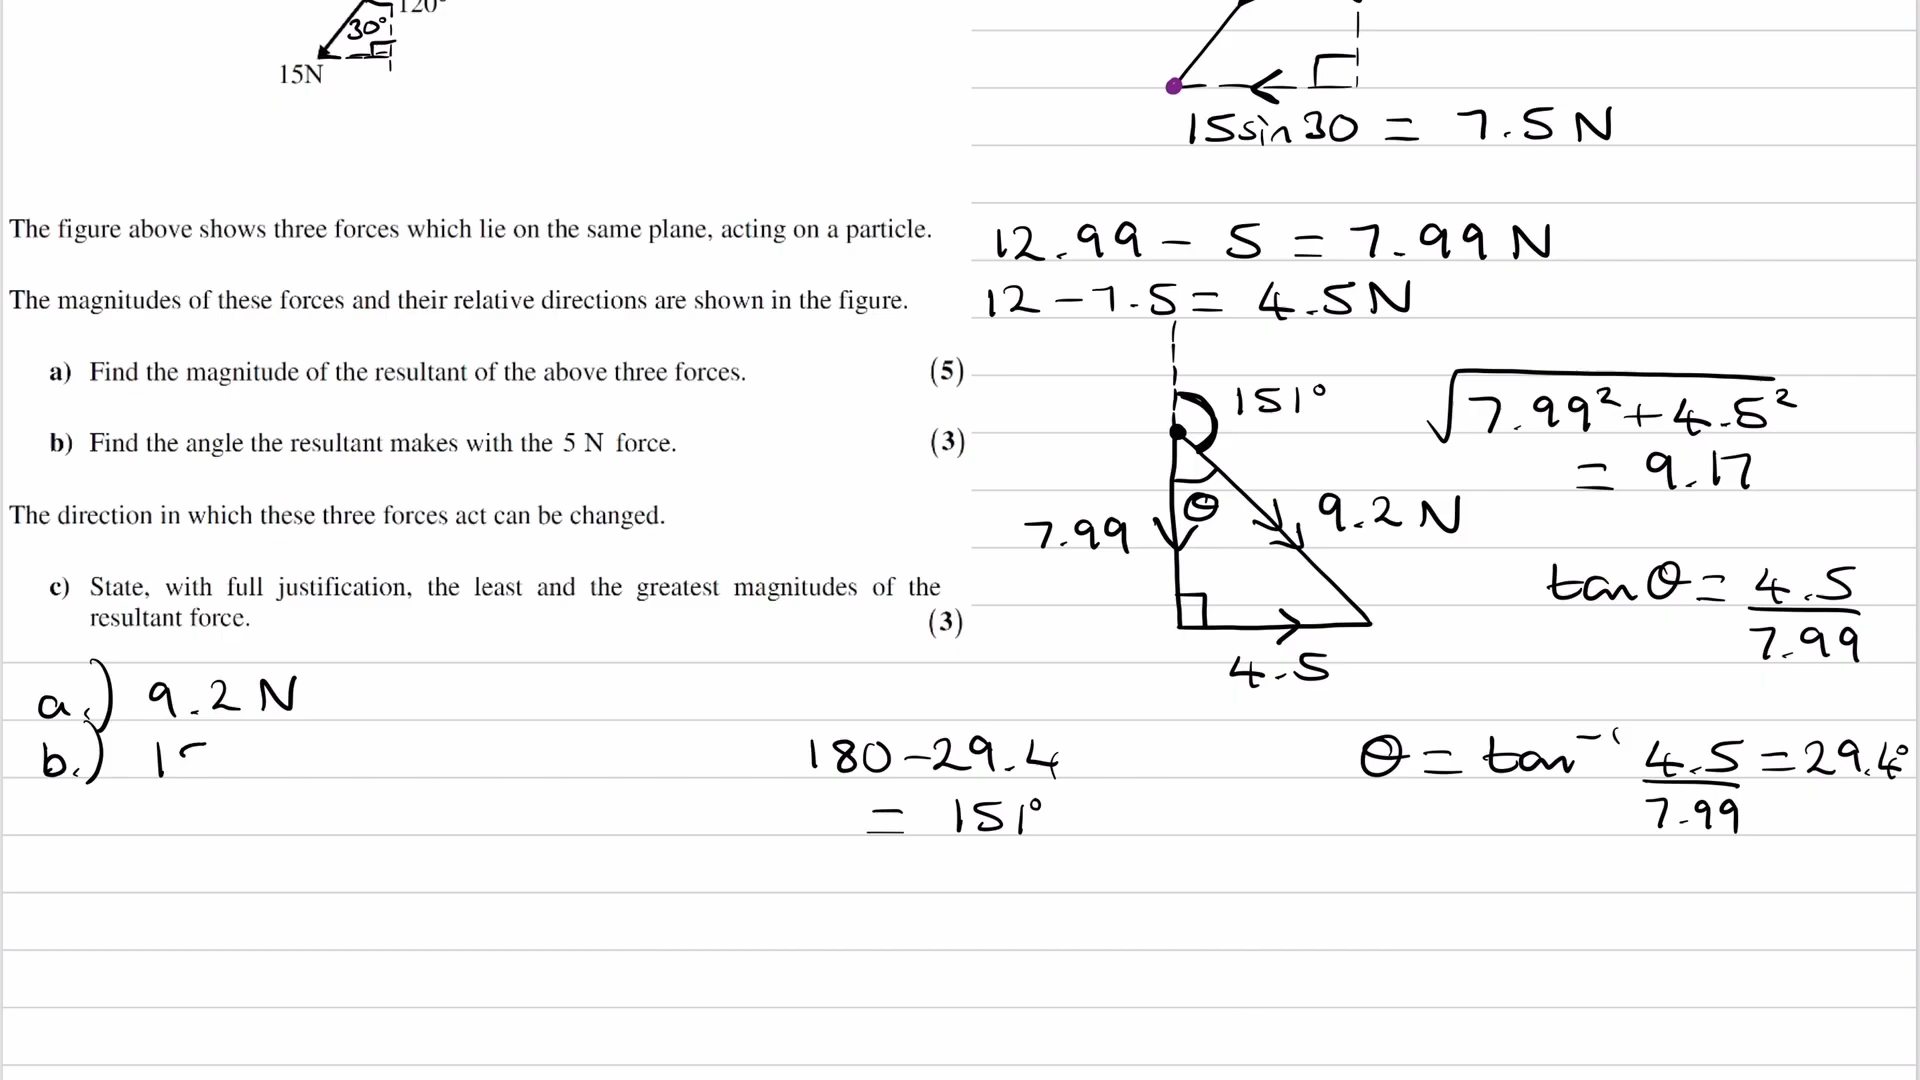 120°
30°
15N
15sin30 = 7.5 N
The figure above shows three forces which lie on the same plane, acting on a particle.
12.99 - 5 = 7.99 N
The magnitudes of these forces and their relative directions are shown in the figure.
12 - 7.5 = 4.5N
a) Find the magnitude of the resultant of the above three forces. (5)
151°
√7.99² + 4.5²
= 9.17
b) Find the angle the resultant makes with the 5 N force. (3)
θ
7.99
9.2 N
The direction in which these three forces act can be changed.
c) State, with full justification, the least and the greatest magnitudes of the
resultant force. (3)
tan θ = 4.5
7.99
4.5
a.) 9.2 N
b.) 15
180 - 29.4
= 151°
θ = tan⁻¹ 4.5 = 29.4°
7.99